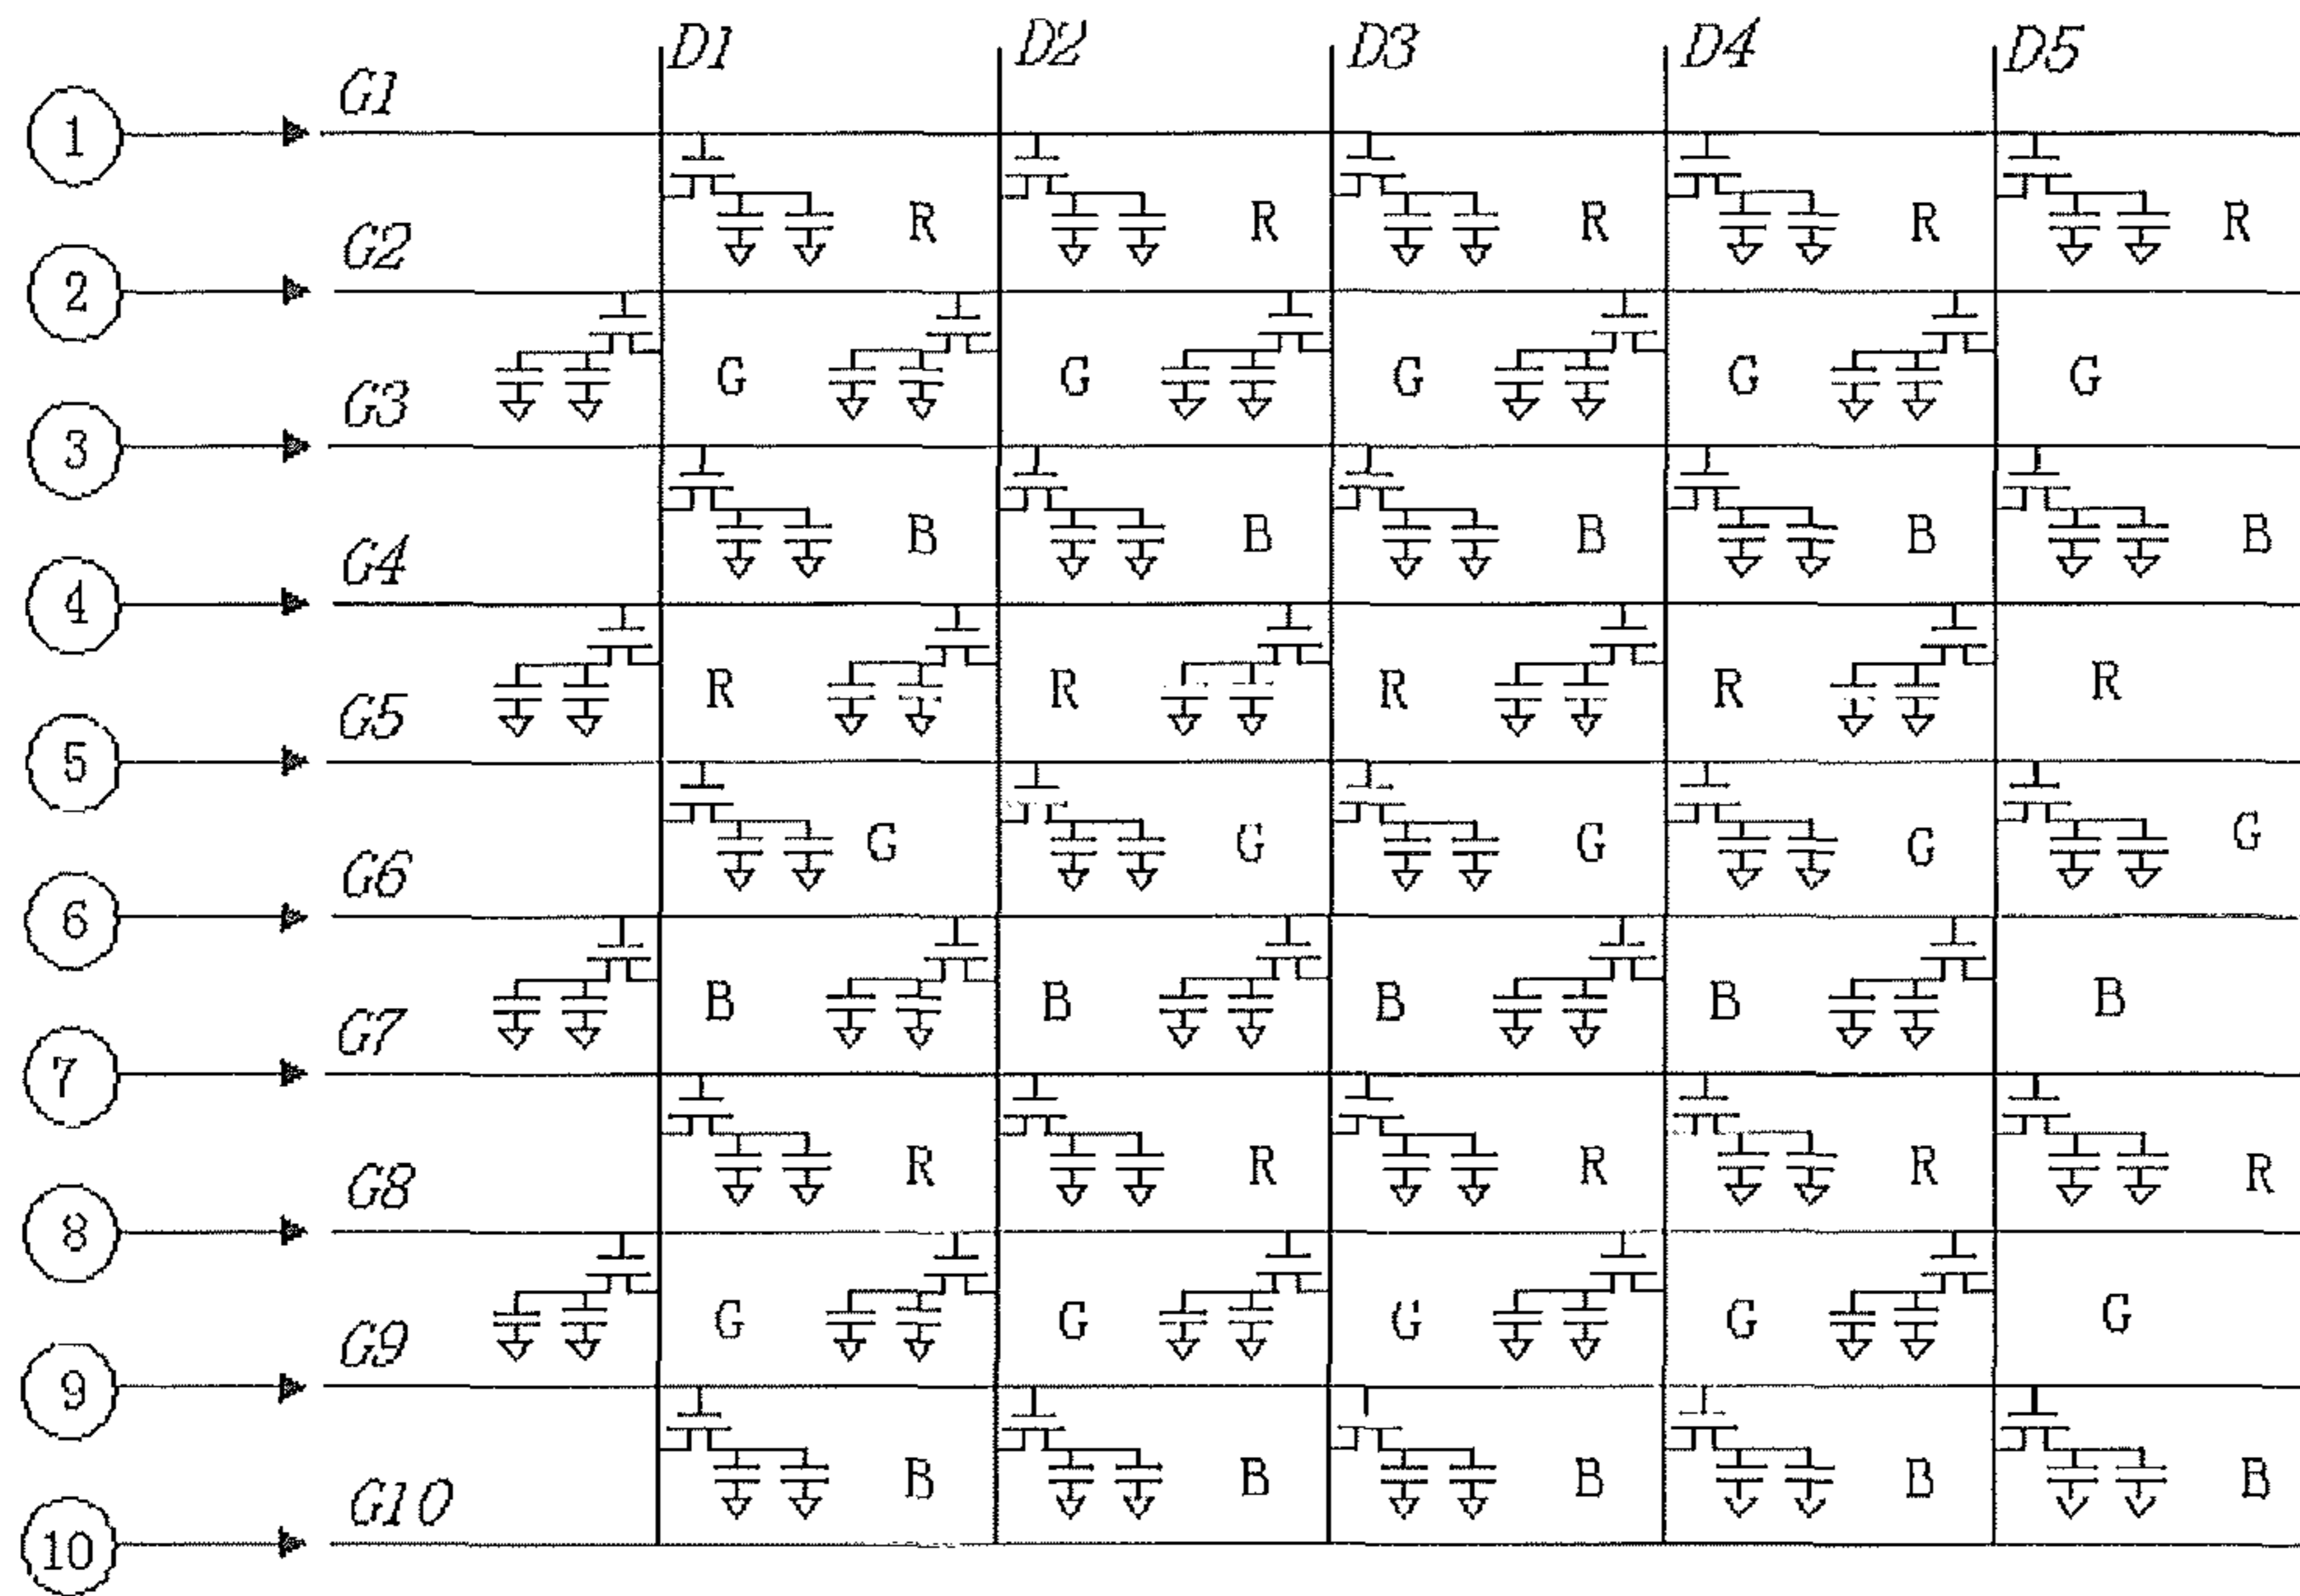 D1 D2 D3 D4 D5
1 G1
R R R R R
2 G2
G G G G G
3 G3
B B B B B
4 G4
R R R R R
5 G5
G G G G G
6 G6
B B B B B
7 G7
R R R R R
8 G8
G G G G G
9 G9
B B B B B
10 G10